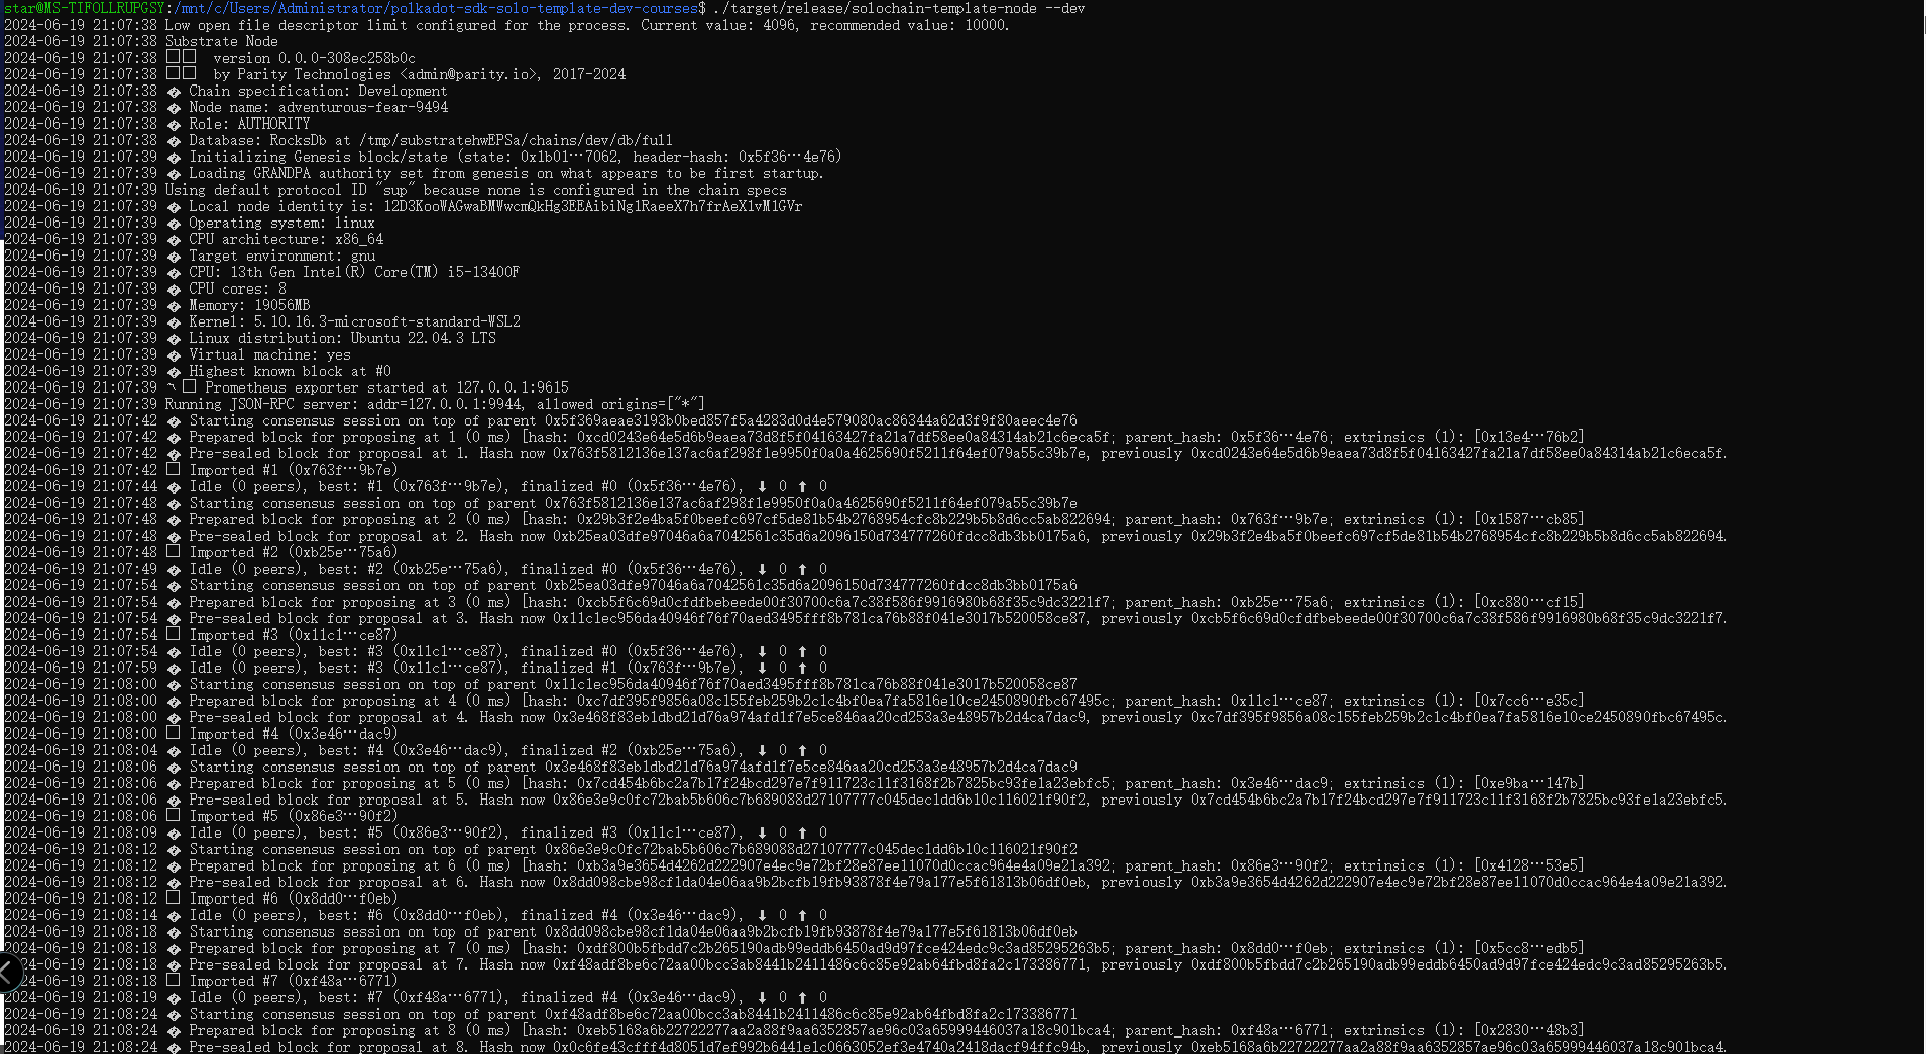 star@MS-TIFOLLRUPGSY:/mnt/c/Users/Administrator/polkadot-sdk-solo-template-dev-courses$ ./target/release/solochain-template-node --dev
2024-06-19 21:07:38 Low open file descriptor limit configured for the process. Current value: 4096, recommended value: 10000.
2024-06-19 21:07:38 Substrate Node
2024-06-19 21:07:38 □□  version 0.0.0-308ec258b0c
2024-06-19 21:07:38 □□  by Parity Technologies <admin@parity.io>, 2017-2024
2024-06-19 21:07:38 � Chain specification: Development
2024-06-19 21:07:38 � Node name: adventurous-fear-9494
2024-06-19 21:07:38 � Role: AUTHORITY
2024-06-19 21:07:38 � Database: RocksDb at /tmp/substratehwEPSa/chains/dev/db/full
2024-06-19 21:07:39 � Initializing Genesis block/state (state: 0x1b01…7062, header-hash: 0x5f36…4e76)
2024-06-19 21:07:39 � Loading GRANDPA authority set from genesis on what appears to be first startup.
2024-06-19 21:07:39 Using default protocol ID "sup" because none is configured in the chain specs
2024-06-19 21:07:39 � Local node identity is: 12D3KooWAGwaBMWwcmQkHg3EEAibiNg1RaeeX7h7frAeX1vM1GVr
2024-06-19 21:07:39 � Operating system: linux
2024-06-19 21:07:39 � CPU architecture: x86_64
2024-06-19 21:07:39 � Target environment: gnu
2024-06-19 21:07:39 � CPU: 13th Gen Intel(R) Core(TM) i5-13400F
2024-06-19 21:07:39 � CPU cores: 8
2024-06-19 21:07:39 � Memory: 19056MB
2024-06-19 21:07:39 � Kernel: 5.10.16.3-microsoft-standard-WSL2
2024-06-19 21:07:39 � Linux distribution: Ubuntu 22.04.3 LTS
2024-06-19 21:07:39 � Virtual machine: yes
2024-06-19 21:07:39 � Highest known block at #0
2024-06-19 21:07:39 〽□ Prometheus exporter started at 127.0.0.1:9615
2024-06-19 21:07:39 Running JSON-RPC server: addr=127.0.0.1:9944, allowed origins=["*"]
2024-06-19 21:07:42 � Starting consensus session on top of parent 0x5f369aeae3193b0bed857f5a4283d0d4e579080ac86344a62d3f9f80aeec4e76
2024-06-19 21:07:42 � Prepared block for proposing at 1 (0 ms) [hash: 0xcd0243e64e5d6b9eaea73d8f5f04163427fa21a7df58ee0a84314ab21c6eca5f; parent_hash: 0x5f36…4e76; extrinsics (1): [0x13e4…76b2]
2024-06-19 21:07:42 � Pre-sealed block for proposal at 1. Hash now 0x763f5812136e137ac6af298f1e9950f0a0a4625690f5211f64ef079a55c39b7e, previously 0xcd0243e64e5d6b9eaea73d8f5f04163427fa21a7df58ee0a84314ab21c6eca5f.
2024-06-19 21:07:42 □ Imported #1 (0x763f…9b7e)
2024-06-19 21:07:44 � Idle (0 peers), best: #1 (0x763f…9b7e), finalized #0 (0x5f36…4e76), ⬇ 0 ⬆ 0
2024-06-19 21:07:48 � Starting consensus session on top of parent 0x763f5812136e137ac6af298f1e9950f0a0a4625690f5211f64ef079a55c39b7e
2024-06-19 21:07:48 � Prepared block for proposing at 2 (0 ms) [hash: 0x29b3f2e4ba5f0beefc697cf5de81b54b2768954cfc8b229b5b8d6cc5ab822694; parent_hash: 0x763f…9b7e; extrinsics (1): [0x1587…cb85]
2024-06-19 21:07:48 � Pre-sealed block for proposal at 2. Hash now 0xb25ea03dfe97046a6a7042561c35d6a2096150d734777260fdcc8db3bb0175a6, previously 0x29b3f2e4ba5f0beefc697cf5de81b54b2768954cfc8b229b5b8d6cc5ab822694.
2024-06-19 21:07:48 □ Imported #2 (0xb25e…75a6)
2024-06-19 21:07:49 � Idle (0 peers), best: #2 (0xb25e…75a6), finalized #0 (0x5f36…4e76), ⬇ 0 ⬆ 0
2024-06-19 21:07:54 � Starting consensus session on top of parent 0xb25ea03dfe97046a6a7042561c35d6a2096150d734777260fdcc8db3bb0175a6
2024-06-19 21:07:54 � Prepared block for proposing at 3 (0 ms) [hash: 0xcb5f6c69d0cfdfbebeede00f30700c6a7c38f586f9916980b68f35c9dc3221f7; parent_hash: 0xb25e…75a6; extrinsics (1): [0xc880…cf15]
2024-06-19 21:07:54 � Pre-sealed block for proposal at 3. Hash now 0x11c1ec956da40946f76f70aed3495fff8b781ca76b88f041e3017b520058ce87, previously 0xcb5f6c69d0cfdfbebeede00f30700c6a7c38f586f9916980b68f35c9dc3221f7.
2024-06-19 21:07:54 □ Imported #3 (0x11c1…ce87)
2024-06-19 21:07:54 � Idle (0 peers), best: #3 (0x11c1…ce87), finalized #0 (0x5f36…4e76), ⬇ 0 ⬆ 0
2024-06-19 21:07:59 � Idle (0 peers), best: #3 (0x11c1…ce87), finalized #1 (0x763f…9b7e), ⬇ 0 ⬆ 0
2024-06-19 21:08:00 � Starting consensus session on top of parent 0x11c1ec956da40946f76f70aed3495fff8b781ca76b88f041e3017b520058ce87
2024-06-19 21:08:00 � Prepared block for proposing at 4 (0 ms) [hash: 0xc7df395f9856a08c155feb259b2c1c4bf0ea7fa5816e10ce2450890fbc67495c; parent_hash: 0x11c1…ce87; extrinsics (1): [0x7cc6…e35c]
2024-06-19 21:08:00 � Pre-sealed block for proposal at 4. Hash now 0x3e468f83eb1dbd21d76a974afd1f7e5ce846aa20cd253a3e48957b2d4ca7dac9, previously 0xc7df395f9856a08c155feb259b2c1c4bf0ea7fa5816e10ce2450890fbc67495c.
2024-06-19 21:08:00 □ Imported #4 (0x3e46…dac9)
2024-06-19 21:08:04 � Idle (0 peers), best: #4 (0x3e46…dac9), finalized #2 (0xb25e…75a6), ⬇ 0 ⬆ 0
2024-06-19 21:08:06 � Starting consensus session on top of parent 0x3e468f83eb1dbd21d76a974afd1f7e5ce846aa20cd253a3e48957b2d4ca7dac9
2024-06-19 21:08:06 � Prepared block for proposing at 5 (0 ms) [hash: 0x7cd454b6bc2a7b17f24bcd297e7f911723c11f3168f2b7825bc93fe1a23ebfc5; parent_hash: 0x3e46…dac9; extrinsics (1): [0xe9ba…147b]
2024-06-19 21:08:06 � Pre-sealed block for proposal at 5. Hash now 0x86e3e9c0fc72bab5b606c7b689088d27107777c045dec1dd6b10c116021f90f2, previously 0x7cd454b6bc2a7b17f24bcd297e7f911723c11f3168f2b7825bc93fe1a23ebfc5.
2024-06-19 21:08:06 □ Imported #5 (0x86e3…90f2)
2024-06-19 21:08:09 � Idle (0 peers), best: #5 (0x86e3…90f2), finalized #3 (0x11c1…ce87), ⬇ 0 ⬆ 0
2024-06-19 21:08:12 � Starting consensus session on top of parent 0x86e3e9c0fc72bab5b606c7b689088d27107777c045dec1dd6b10c116021f90f2
2024-06-19 21:08:12 � Prepared block for proposing at 6 (0 ms) [hash: 0xb3a9e3654d4262d222907e4ec9e72bf28e87ee11070d0ccac964e4a09e21a392; parent_hash: 0x86e3…90f2; extrinsics (1): [0x4128…53e5]
2024-06-19 21:08:12 � Pre-sealed block for proposal at 6. Hash now 0x8dd098cbe98cf1da04e06aa9b2bcfb19fb93878f4e79a177e5f61813b06df0eb, previously 0xb3a9e3654d4262d222907e4ec9e72bf28e87ee11070d0ccac964e4a09e21a392.
2024-06-19 21:08:12 □ Imported #6 (0x8dd0…f0eb)
2024-06-19 21:08:14 � Idle (0 peers), best: #6 (0x8dd0…f0eb), finalized #4 (0x3e46…dac9), ⬇ 0 ⬆ 0
2024-06-19 21:08:18 � Starting consensus session on top of parent 0x8dd098cbe98cf1da04e06aa9b2bcfb19fb93878f4e79a177e5f61813b06df0eb
2024-06-19 21:08:18 � Prepared block for proposing at 7 (0 ms) [hash: 0xdf800b5fbdd7c2b265190adb99eddb6450ad9d97fce424edc9c3ad85295263b5; parent_hash: 0x8dd0…f0eb; extrinsics (1): [0x5cc8…edb5]
24-06-19 21:08:18 � Pre-sealed block for proposal at 7. Hash now 0xf48adf8be6c72aa00bcc3ab8441b2411486c6c85e92ab64fbd8fa2c173386771, previously 0xdf800b5fbdd7c2b265190adb99eddb6450ad9d97fce424edc9c3ad85295263b5.
24-06-19 21:08:18 □ Imported #7 (0xf48a…6771)
2024-06-19 21:08:19 � Idle (0 peers), best: #7 (0xf48a…6771), finalized #4 (0x3e46…dac9), ⬇ 0 ⬆ 0
2024-06-19 21:08:24 � Starting consensus session on top of parent 0xf48adf8be6c72aa00bcc3ab8441b2411486c6c85e92ab64fbd8fa2c173386771
2024-06-19 21:08:24 � Prepared block for proposing at 8 (0 ms) [hash: 0xeb5168a6b22722277aa2a88f9aa6352857ae96c03a65999446037a18c901bca4; parent_hash: 0xf48a…6771; extrinsics (1): [0x2830…48b3]
2024-06-19 21:08:24 � Pre-sealed block for proposal at 8. Hash now 0x0c6fe43cfff4d8051d7ef992b6441e1c0663052ef3e4740a2418dacf94ffc94b, previously 0xeb5168a6b22722277aa2a88f9aa6352857ae96c03a65999446037a18c901bca4.